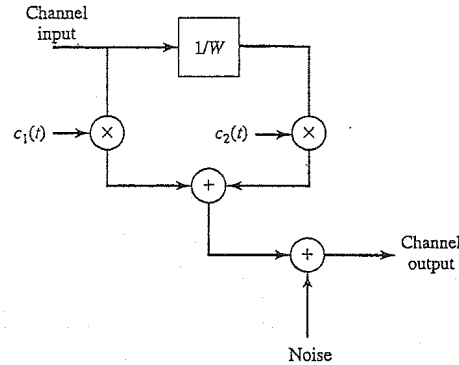 Channel
input
1/W
c₁(t)
×
c₂(t)
×
+
+
Channel
output
Noise